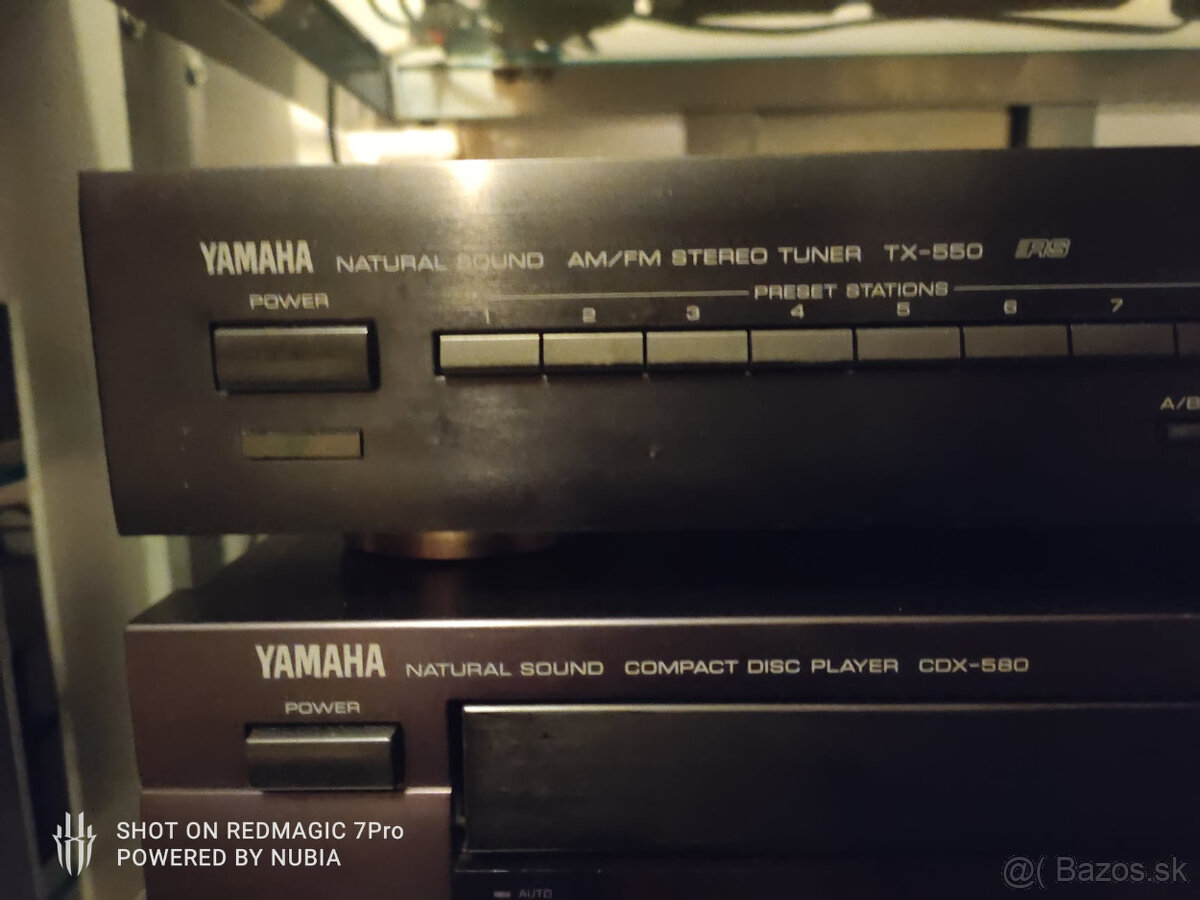 YAMAHA NATURAL SOUND AM/FM STEREO TUNER TX-550 RS
POWER
PRESET STATIONS
1 2 3 4 5 6 7
A/B
YAMAHA NATURAL SOUND COMPACT DISC PLAYER CDX-580
POWER
AUTO
SHOT ON REDMAGIC 7Pro
POWERED BY NUBIA
@( Bazos.sk